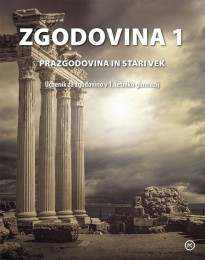 ZGODOVINA 1
PRAZGODOVINA IN STARI VEK
Učbenik za zgodovino v 1. letniku gimnazij